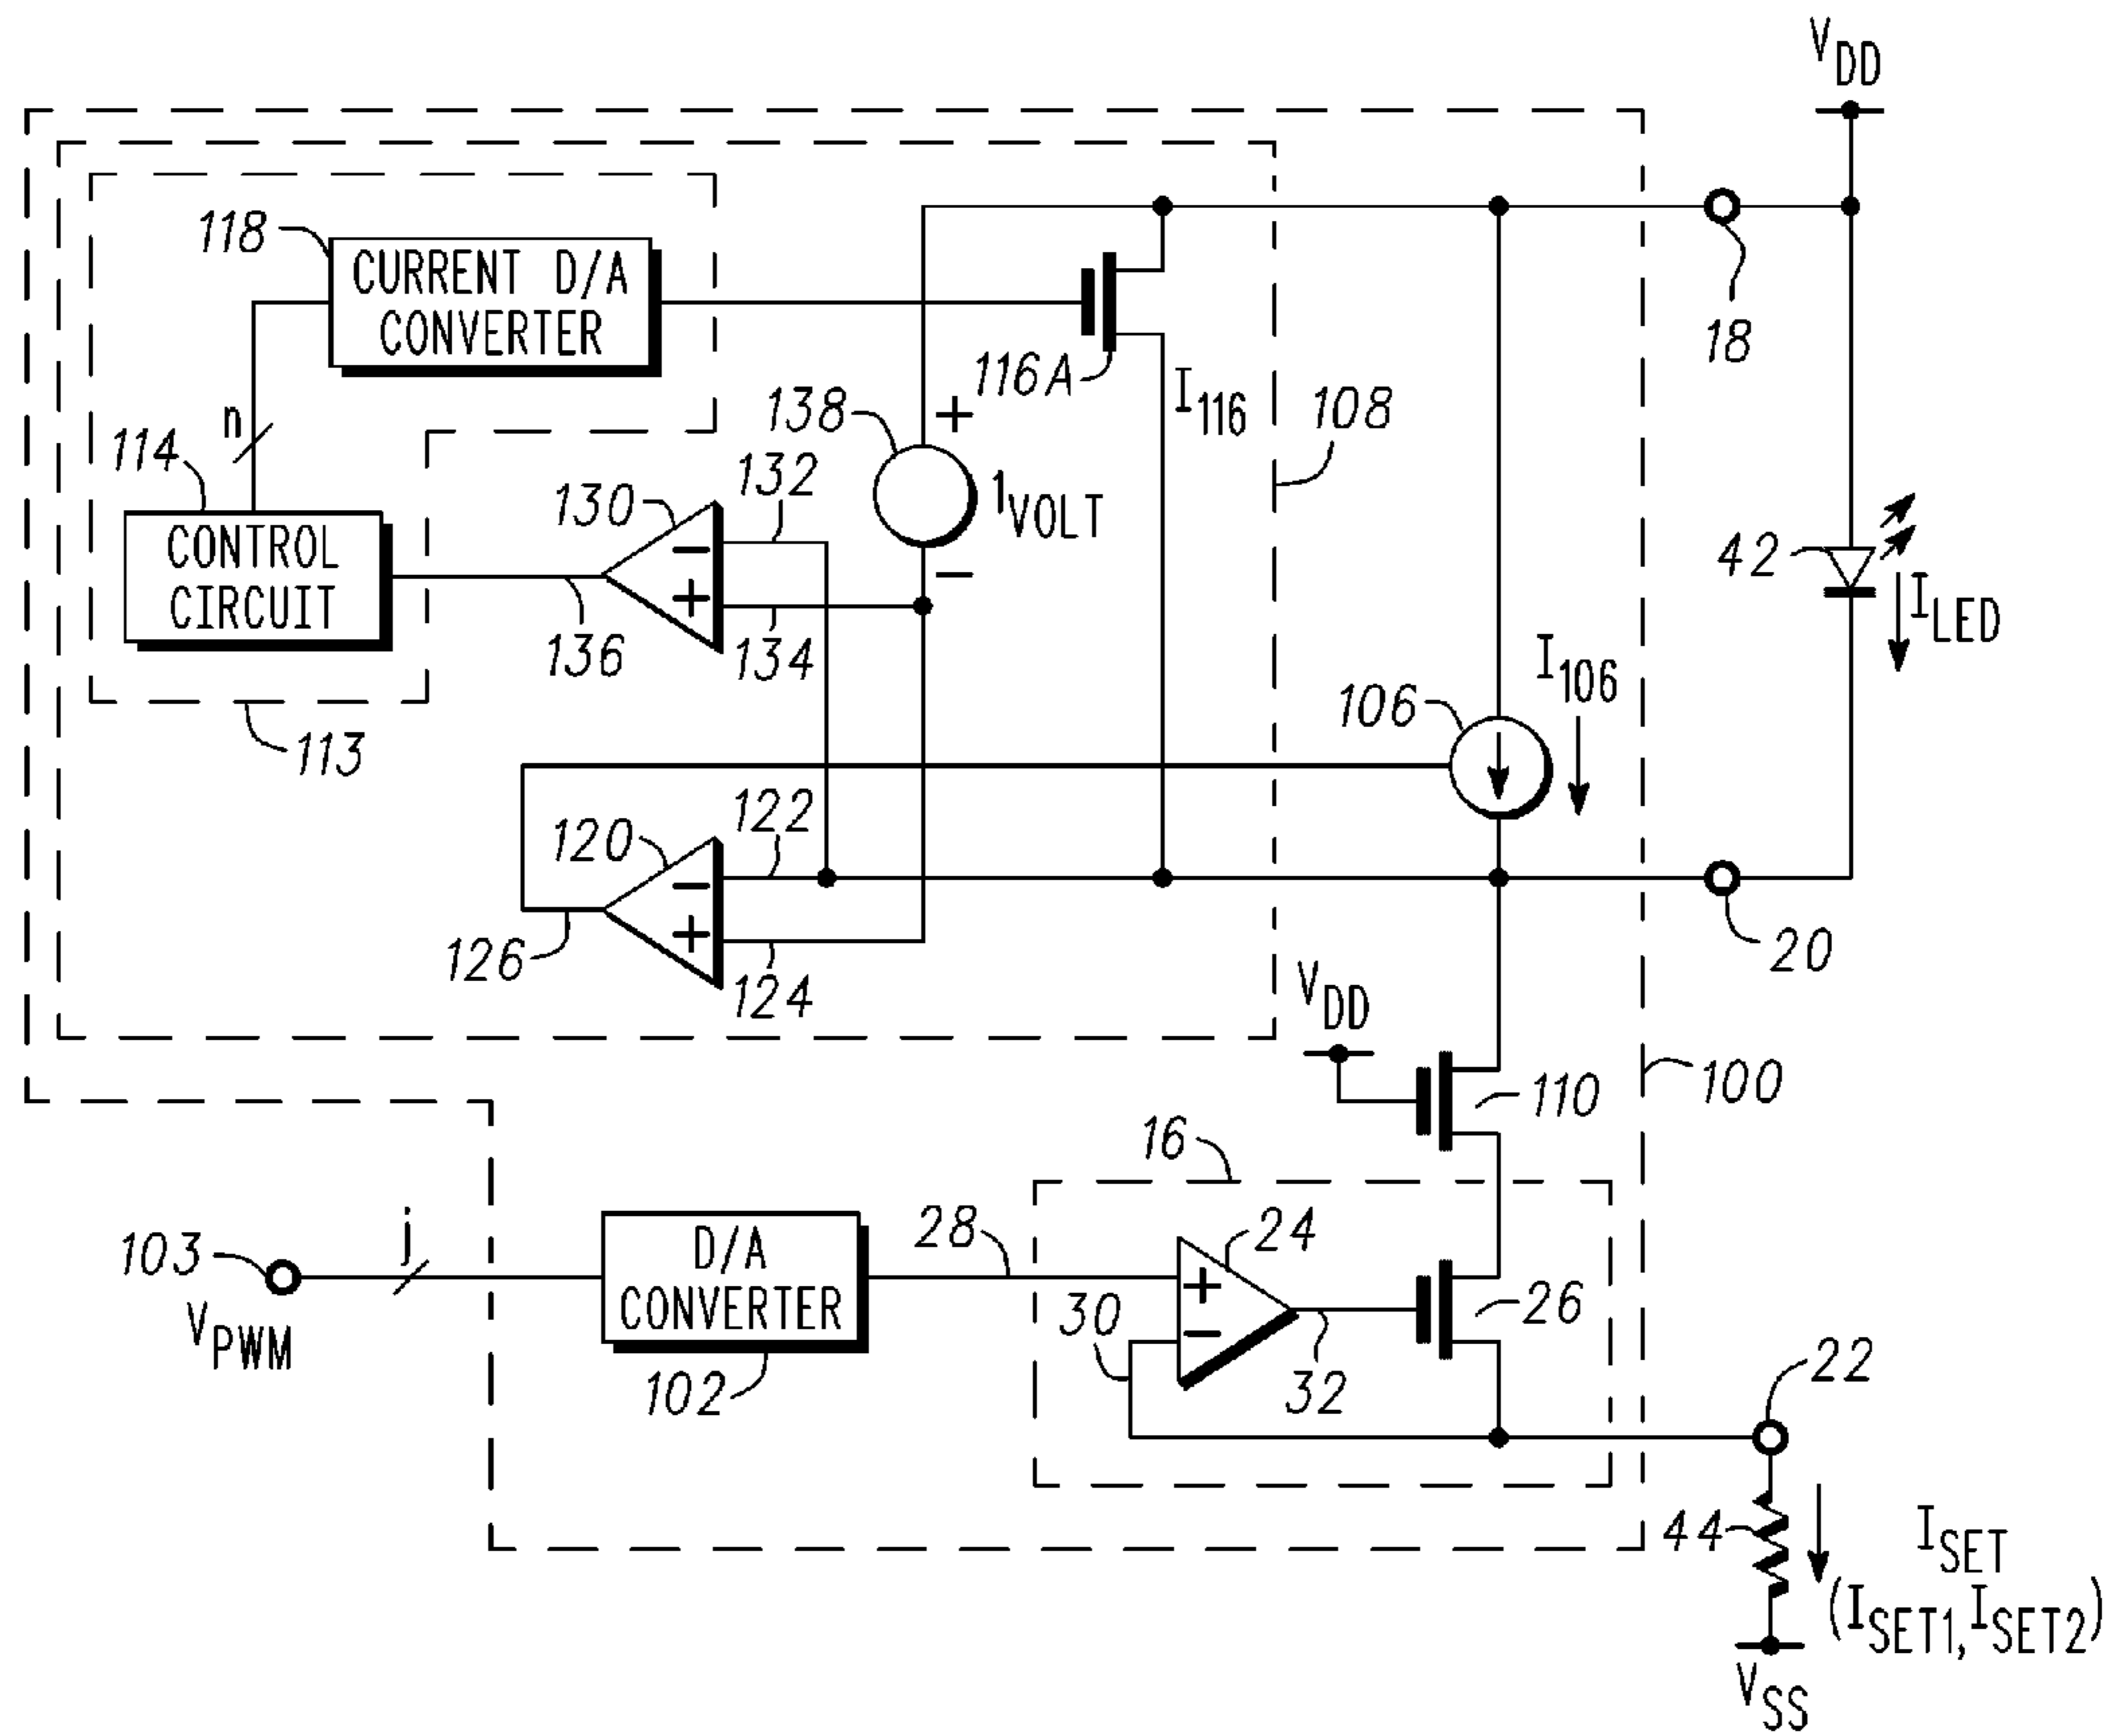 VDD
118
CURRENT D/A
CONVERTER
18
116A
I116
108
138
+
1VOLT
−
n
114
CONTROL
CIRCUIT
130
132
−
+
134
136
113
42
ILED
106
I106
120
122
−
+
124
126
20
VDD
110
100
16
103
VPWM
j
D/A
CONVERTER
102
28
24
+
−
30
32
26
22
44
ISET
(ISET1, ISET2)
VSS